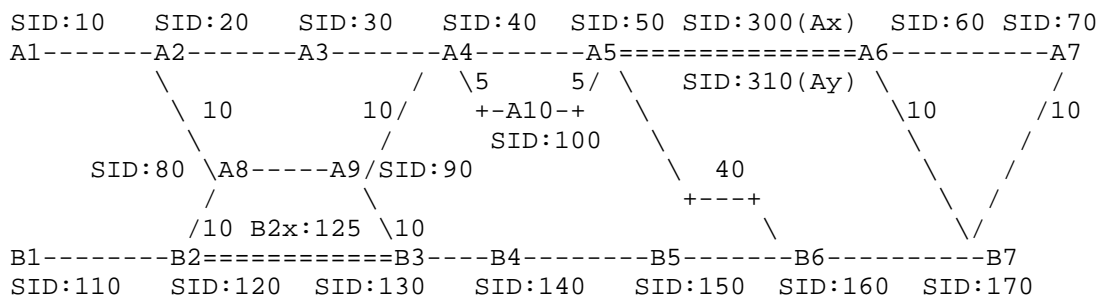 SID:10 SID:20 SID:30 SID:40 SID:50 SID:300(Ax) SID:60 SID:70
A1-------A2-------A3-------A4-------A5===============A6----------A7
\ / \5 5/ \ SID:310(Ay) \ /
\ 10 10/ +-A10-+ \ \10 /10
\ / SID:100 \ \ /
SID:80 \A8-----A9/SID:90 \ 40 \ /
/ \ +---+ \ /
/10 B2x:125 \10 \ \/
B1--------B2============B3----B4--------B5-------B6----------B7
SID:110 SID:120 SID:130 SID:140 SID:150 SID:160 SID:170